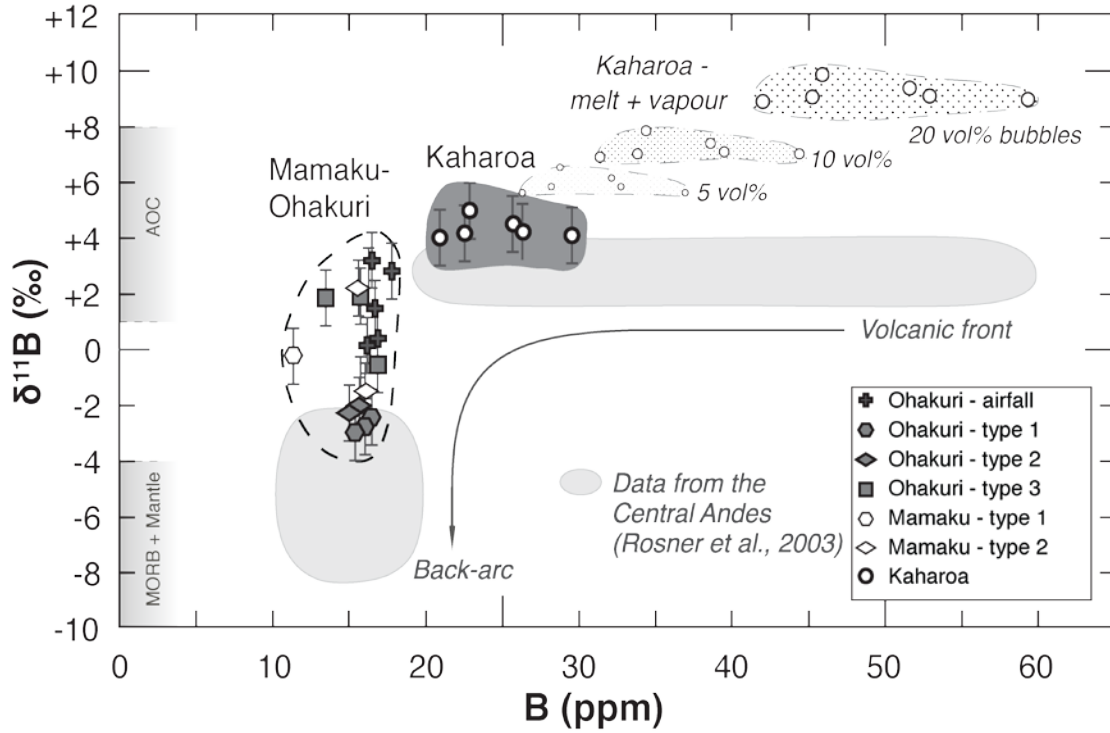 +12
+10
+8
+6
+4
+2
0
-2
-4
-6
-8
-10
δ¹¹B (‰)
AOC
MORB + Mantle
Mamaku-
Ohakuri
Kaharoa
Kaharoa -
melt + vapour
20 vol% bubbles
10 vol%
5 vol%
Volcanic front
Back-arc
Data from the
Central Andes
(Rosner et al., 2003)
Ohakuri - airfall
Ohakuri - type 1
Ohakuri - type 2
Ohakuri - type 3
Mamaku - type 1
Mamaku - type 2
Kaharoa
0 10 20 30 40 50 60
B (ppm)